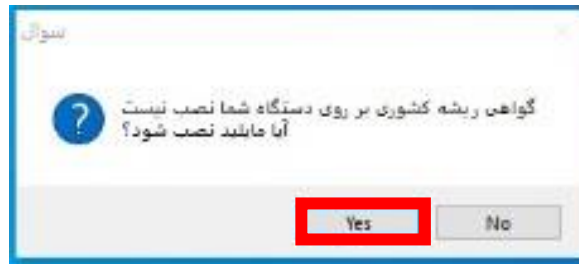 سوال
گواهی ریشه کشوری بر روی دستگاه شما نصب نیست
آیا مایلید نصب شود؟
Yes
No